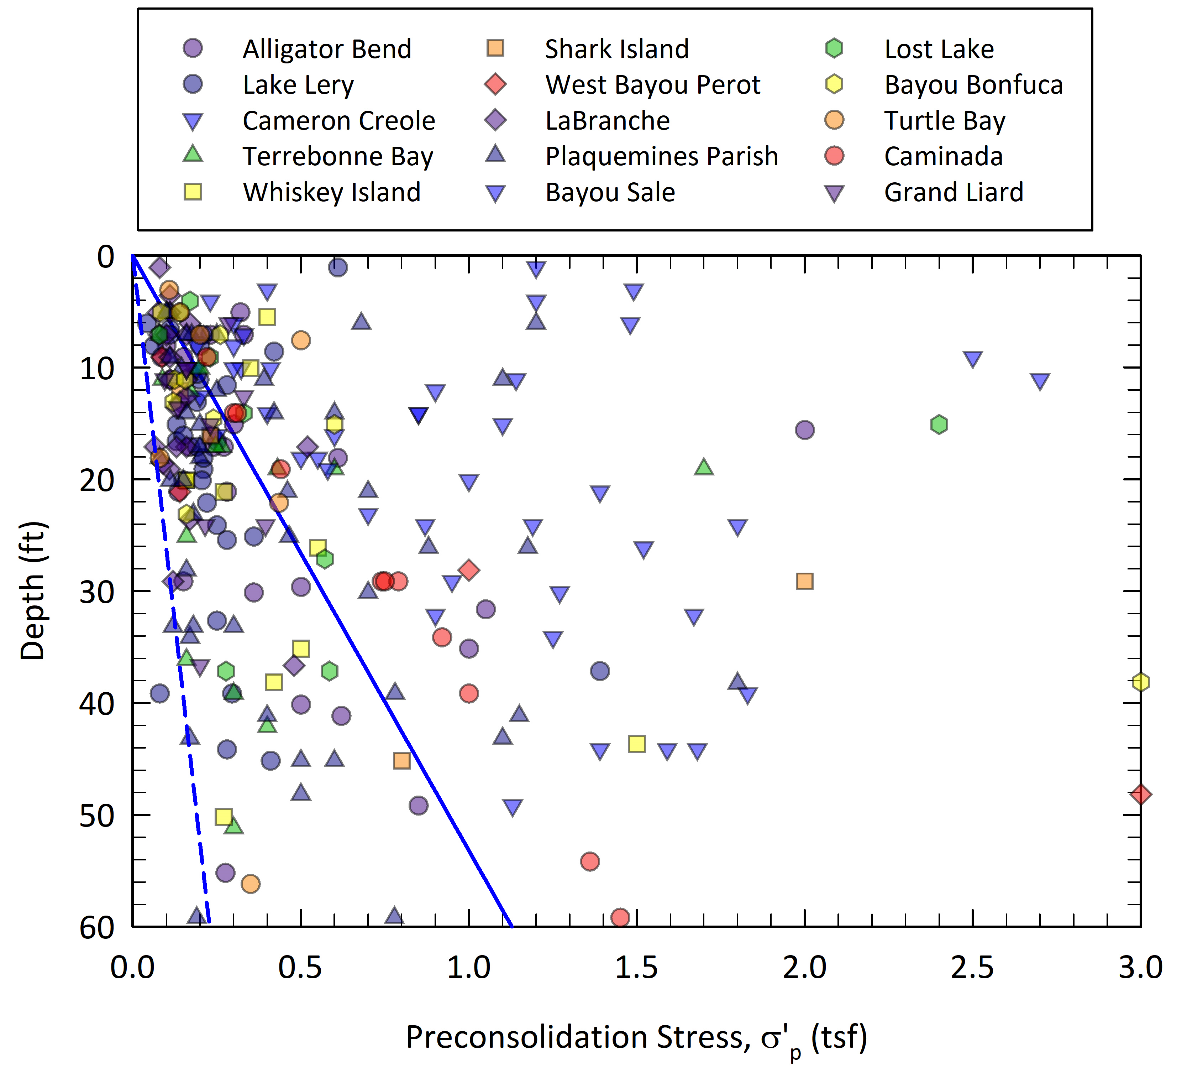 Alligator Bend Shark Island Lost Lake
Lake Lery West Bayou Perot Bayou Bonfuca
Cameron Creole LaBranche Turtle Bay
Terrebonne Bay Plaquemines Parish Caminada
Whiskey Island Bayou Sale Grand Liard
0
10
20
30
40
50
60
Depth (ft)
0.0 0.5 1.0 1.5 2.0 2.5 3.0
Preconsolidation Stress, σ'p (tsf)